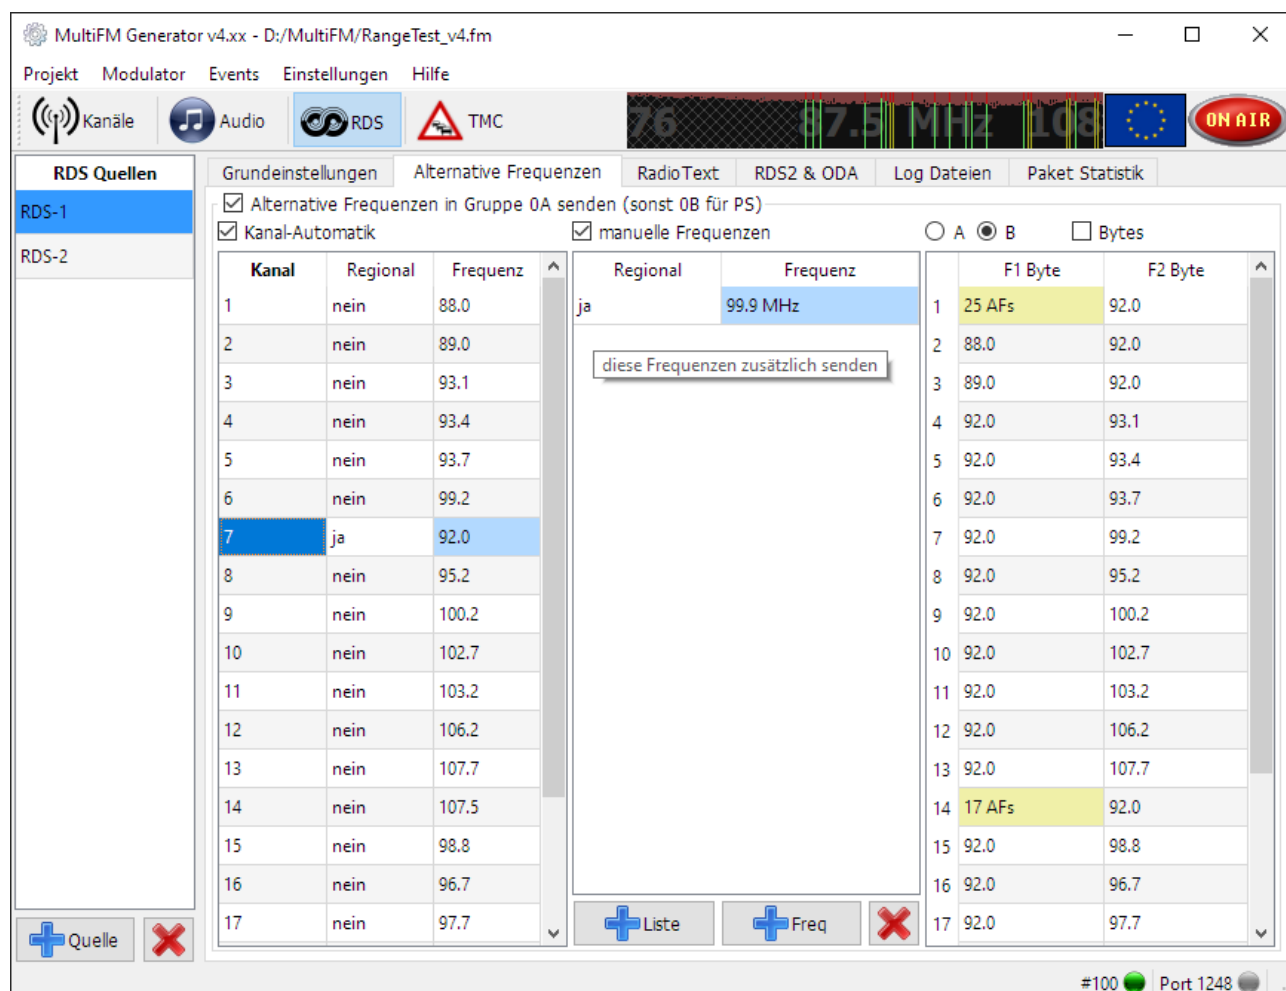 MultiFM Generator v4.xx - D:/MultiFM/RangeTest_v4.fm
Projekt Modulator Events Einstellungen Hilfe
Kanäle Audio RDS TMC 76 87.5 MHz 108 ON AIR
RDS Quellen
RDS-1
RDS-2
Quelle
Grundeinstellungen Alternative Frequenzen RadioText RDS2 & ODA Log Dateien Paket Statistik
Alternative Frequenzen in Gruppe 0A senden (sonst 0B für PS)
Kanal-Automatik manuelle Frequenzen A B Bytes
Kanal Regional Frequenz
1 nein 88.0
2 nein 89.0
3 nein 93.1
4 nein 93.4
5 nein 93.7
6 nein 99.2
7 ja 92.0
8 nein 95.2
9 nein 100.2
10 nein 102.7
11 nein 103.2
12 nein 106.2
13 nein 107.7
14 nein 107.5
15 nein 98.8
16 nein 96.7
17 nein 97.7
Regional Frequenz
ja 99.9 MHz
diese Frequenzen zusätzlich senden
Liste Freq
F1 Byte F2 Byte
1 25 AFs 92.0
2 88.0 92.0
3 89.0 92.0
4 92.0 93.1
5 92.0 93.4
6 92.0 93.7
7 92.0 99.2
8 92.0 95.2
9 92.0 100.2
10 92.0 102.7
11 92.0 103.2
12 92.0 106.2
13 92.0 107.7
14 17 AFs 92.0
15 92.0 98.8
16 92.0 96.7
17 92.0 97.7
#100 Port 1248